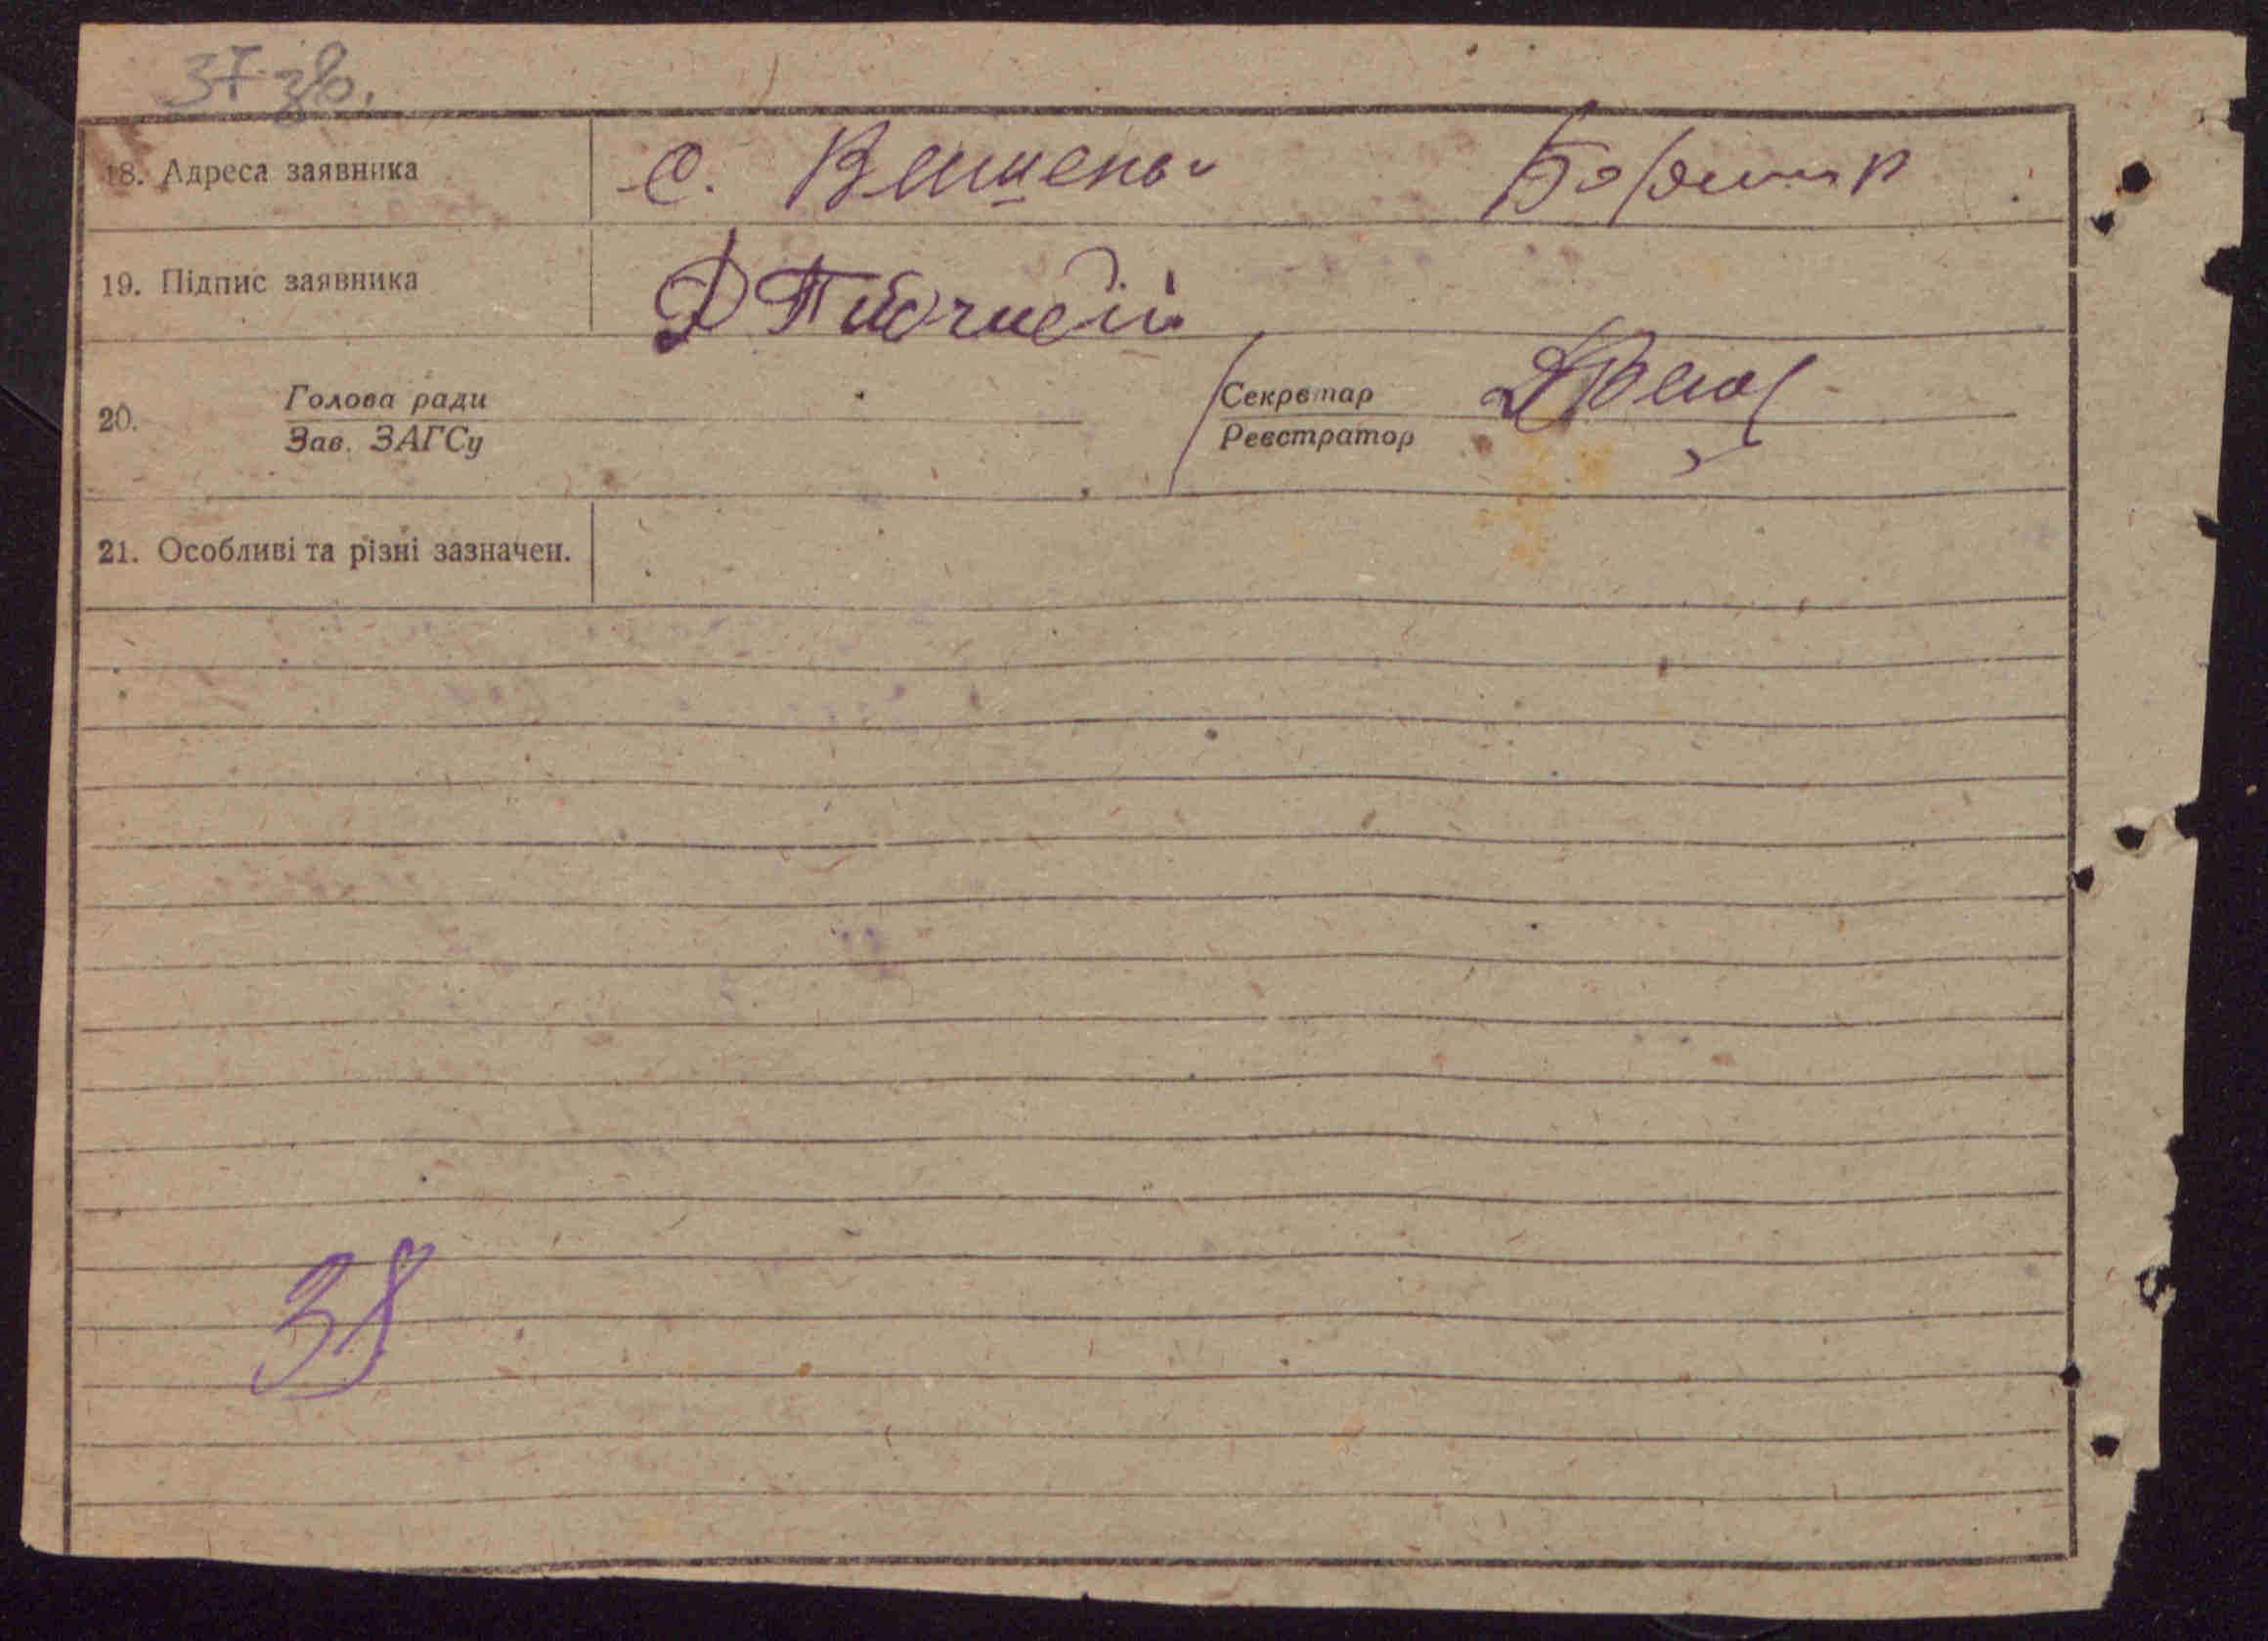 37-38.
18. Адреса заявника с. Вишень
19. Підпис заявника
20. Голова ради Секретар
Зав. ЗАГСу Реєстратор
21. Особливі та різні зазначен.
38